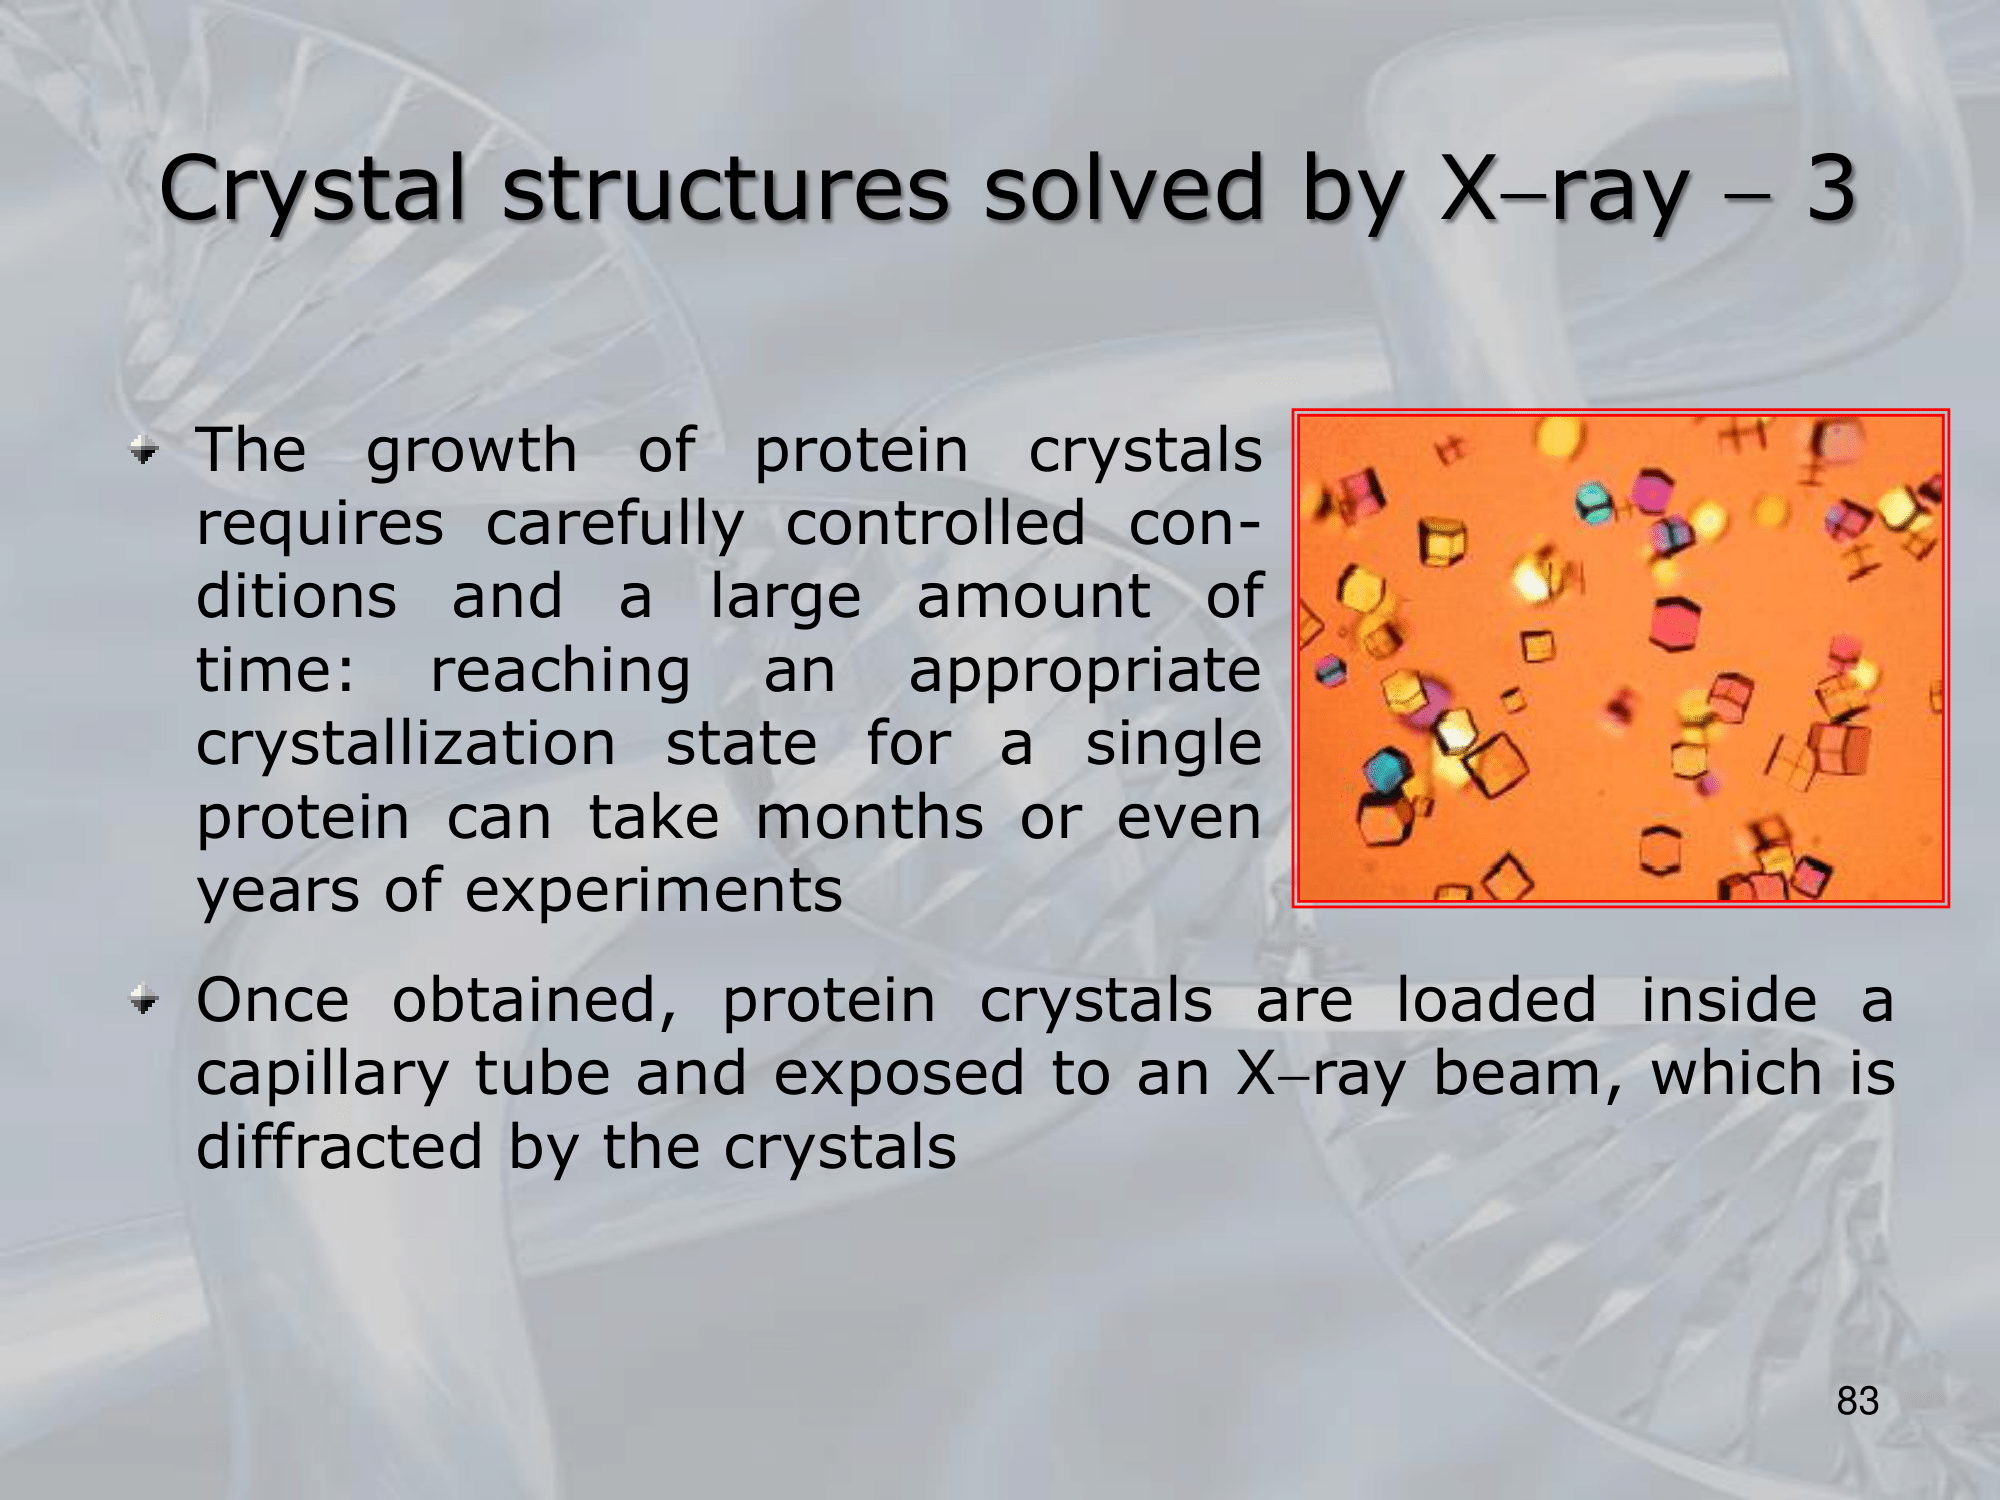 Crystal structures solved by X–ray – 3
The growth of protein crystals
requires carefully controlled con-
ditions and a large amount of
time: reaching an appropriate
crystallization state for a single
protein can take months or even
years of experiments
Once obtained, protein crystals are loaded inside a
capillary tube and exposed to an X–ray beam, which is
diffracted by the crystals
83